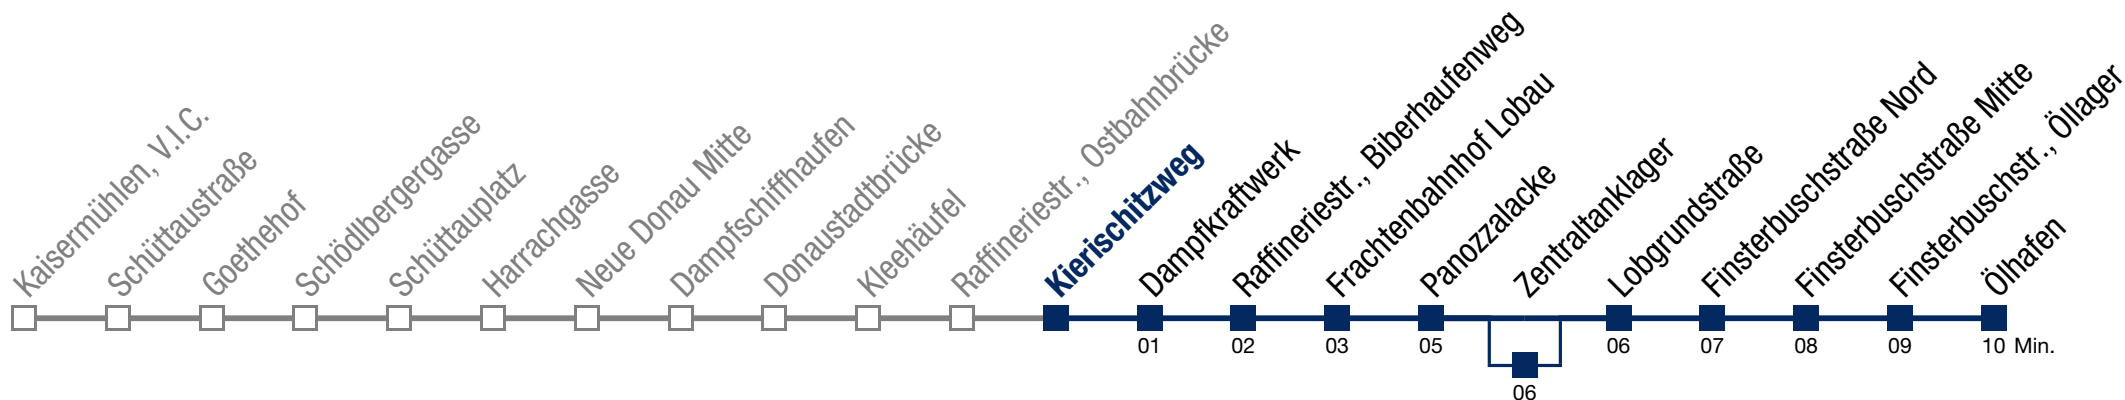 Kaisermühlen, V.I.C.
Schüttaustraße
Goethehof
Schödlbergergasse
Schüttauplatz
Harrachgasse
Neue Donau Mitte
Dampfschiffhaufen
Donaustadtbrücke
Kleehäufel
Raffineriestr., Ostbahnbrücke
Kierischitzweg
Dampfkraftwerk
Raffineriestr., Biberhaufenweg
Frachtenbahnhof Lobau
Panozzalacke
Zentraltanklager
Lobgrundstraße
Finsterbuschstraße Nord
Finsterbuschstraße Mitte
Finsterbuschstr., Öllager
Ölhafen
01 02 03 05 06 07 08 09 10 Min.
06